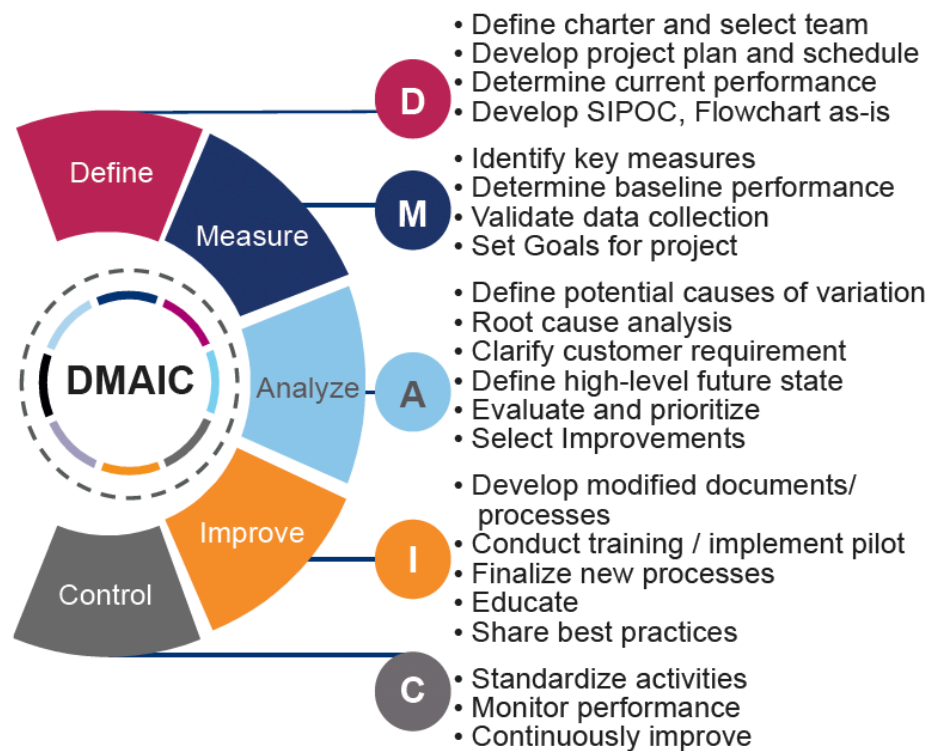 Define
Measure
Analyze
Improve
Control
DMAIC
D
• Define charter and select team
• Develop project plan and schedule
• Determine current performance
• Develop SIPOC, Flowchart as-is
M
• Identify key measures
• Determine baseline performance
• Validate data collection
• Set Goals for project
A
• Define potential causes of variation
• Root cause analysis
• Clarify customer requirement
• Define high-level future state
• Evaluate and prioritize
• Select Improvements
I
• Develop modified documents/
processes
• Conduct training / implement pilot
• Finalize new processes
• Educate
• Share best practices
C
• Standardize activities
• Monitor performance
• Continuously improve